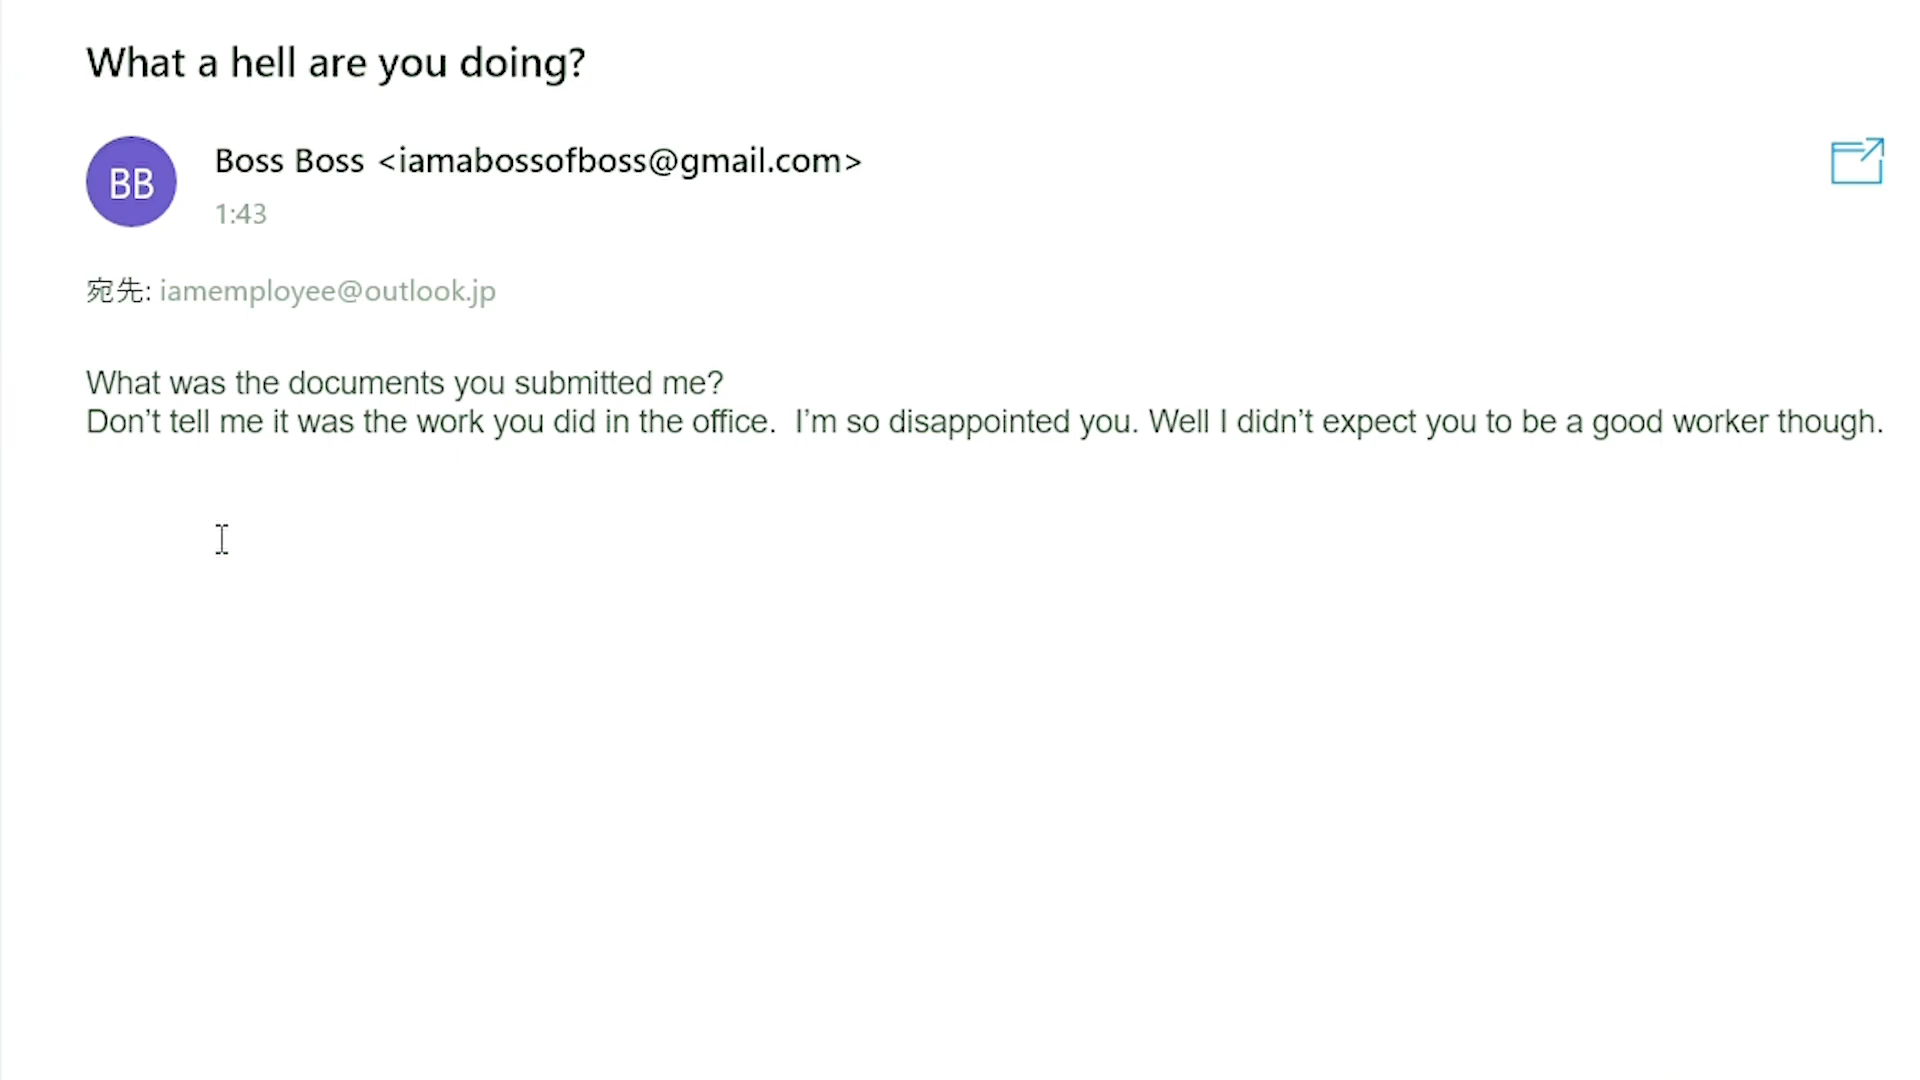 What a hell are you doing?
BB
Boss Boss <iamabossofboss@gmail.com>
1:43
宛先: iamemployee@outlook.jp
What was the documents you submitted me?
Don’t tell me it was the work you did in the office.  I’m so disappointed you. Well I didn’t expect you to be a good worker though.